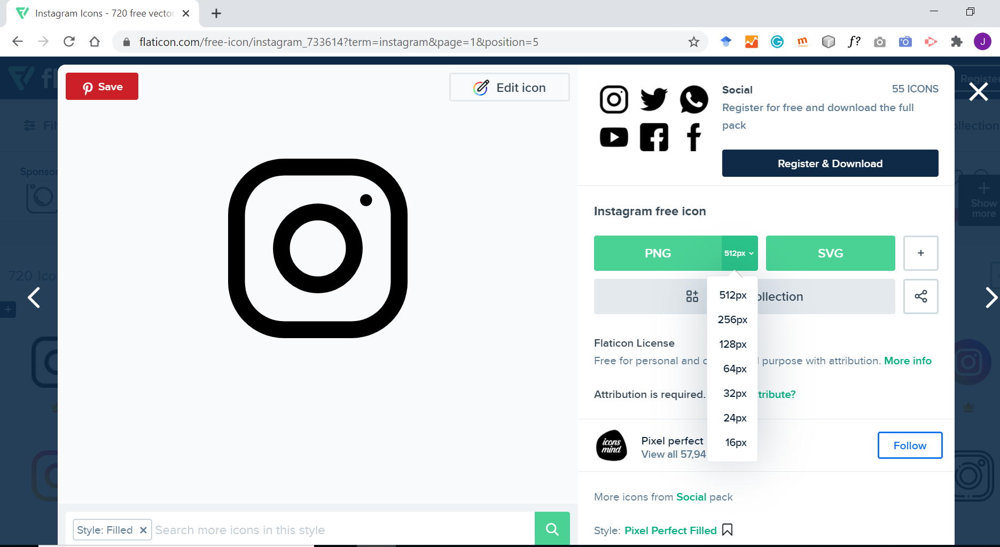 Instagram Icons - 720 free vector
flaticon.com/free-icon/instagram_733614?term=instagram&page=1&position=5
m
f?
J
Save
Edit icon
Social
55 ICONS
Register for free and download the full
pack
Register & Download
Register
Sponsor
Show
more
720 Ico
Instagram free icon
PNG
512px
SVG
512px
256px
128px
64px
32px
24px
16px
ollection
ollection
Flaticon License
Free for personal and c
l purpose with attribution. More info
Attribution is required.
tribute?
icons
mind
Pixel perfect
View all 57,94
Follow
More icons from Social pack
Style: Pixel Perfect Filled
Style: Filled
Search more icons in this style